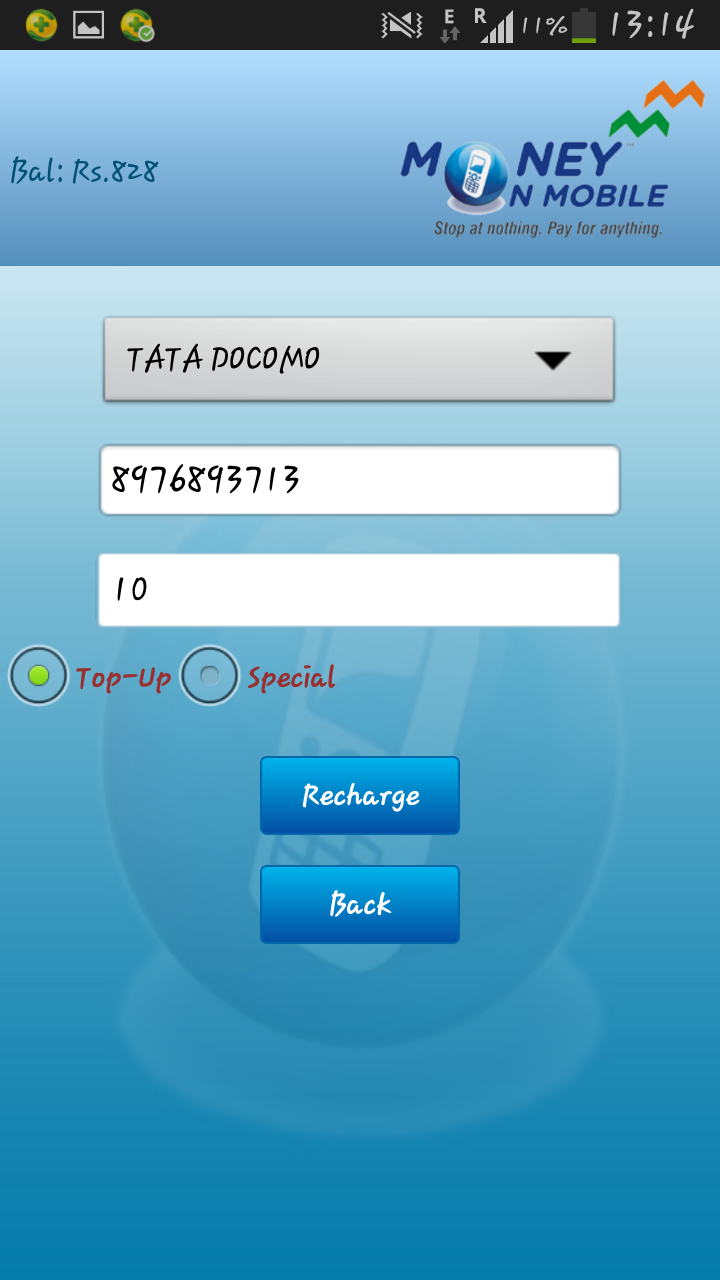 E R 11% 13:14
Bal: Rs.828
MONEY
ON MOBILE
Stop at nothing. Pay for anything.
TATA DOCOMO
8976893713
10
Top-Up Special
Recharge
Back